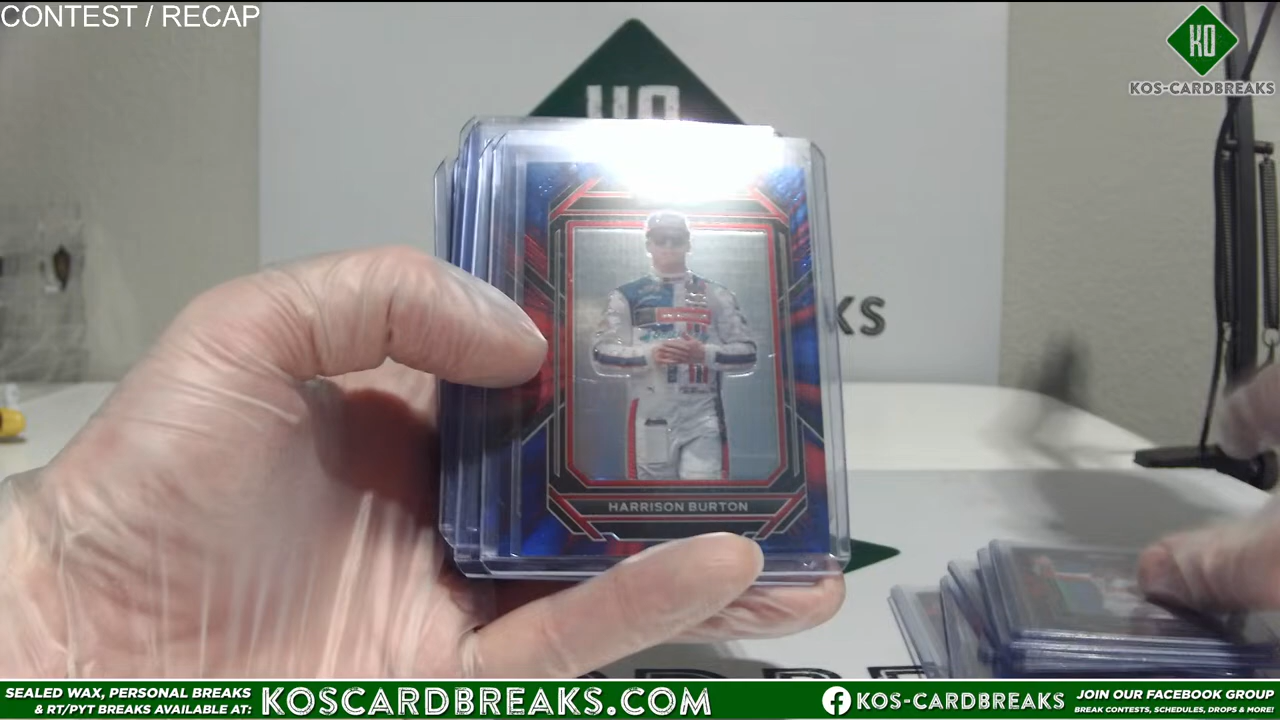 CONTEST / RECAP
KO
KOS-CARDBREAKS
KS
HARRISON BURTON
SEALED WAX, PERSONAL BREAKS
& RT/PYT BREAKS AVAILABLE AT:
KOSCARDBREAKS.COM
KOS-CARDBREAKS
JOIN OUR FACEBOOK GROUP
BREAK CONTESTS, SCHEDULES, DROPS & MORE!